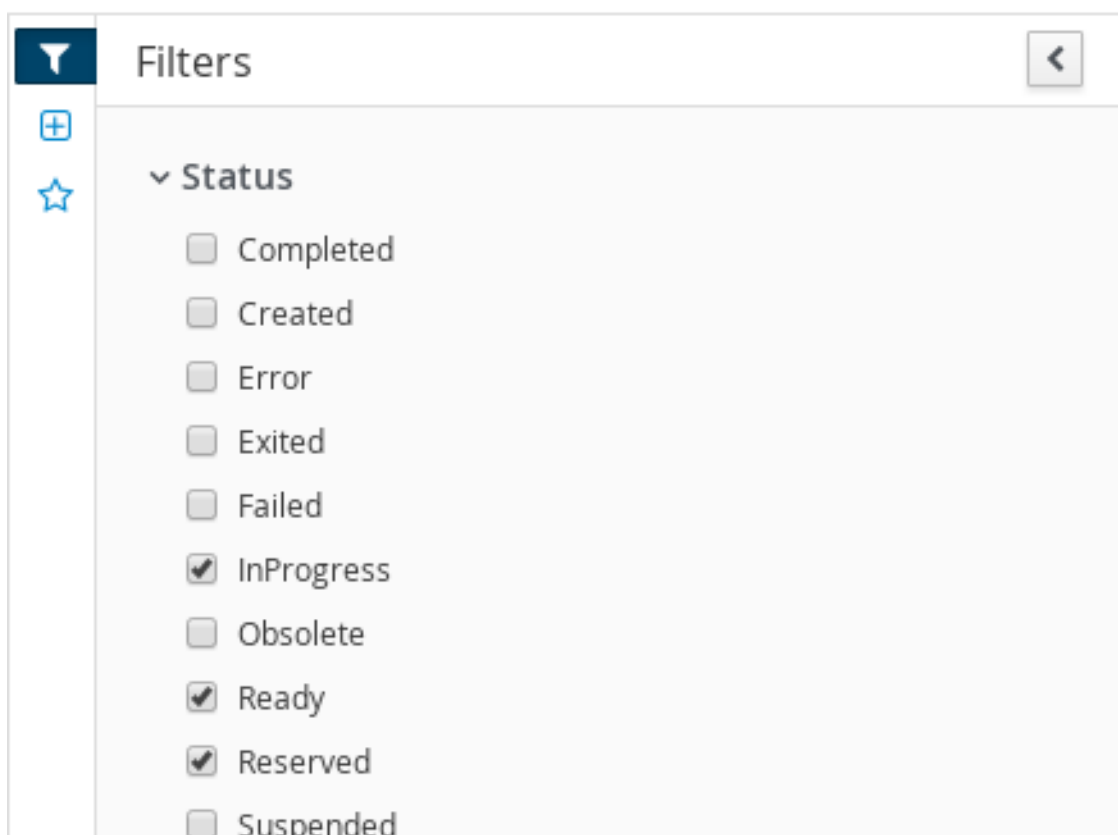 Filters
Status
Completed
Created
Error
Exited
Failed
InProgress
Obsolete
Ready
Reserved
Suspended